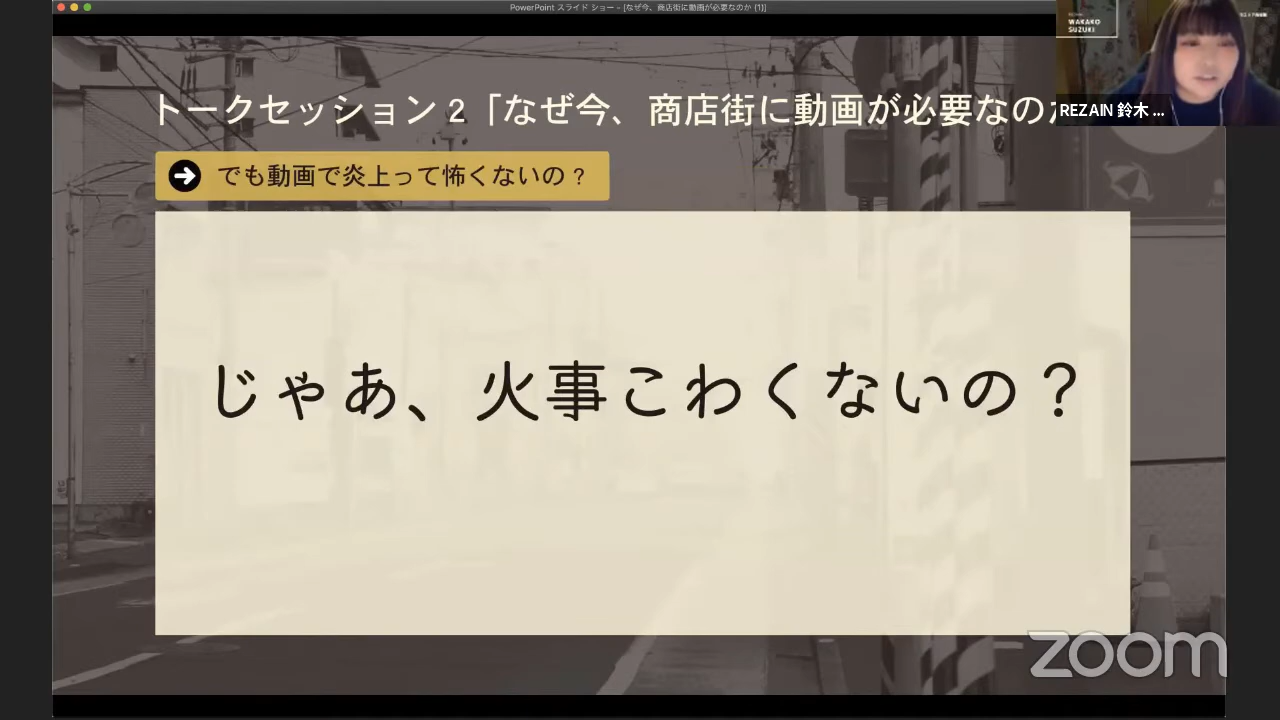 PowerPoint スライド ショー - [なぜ今、商店街に動画が必要なのか (1)]
WAKAKO
SUZUKI
REZAIN 鈴木 ...
トークセッション 2「なぜ今、商店街に動画が必要なの
でも動画で炎上って怖くないの？
じゃあ、火事こわくないの？
zoom